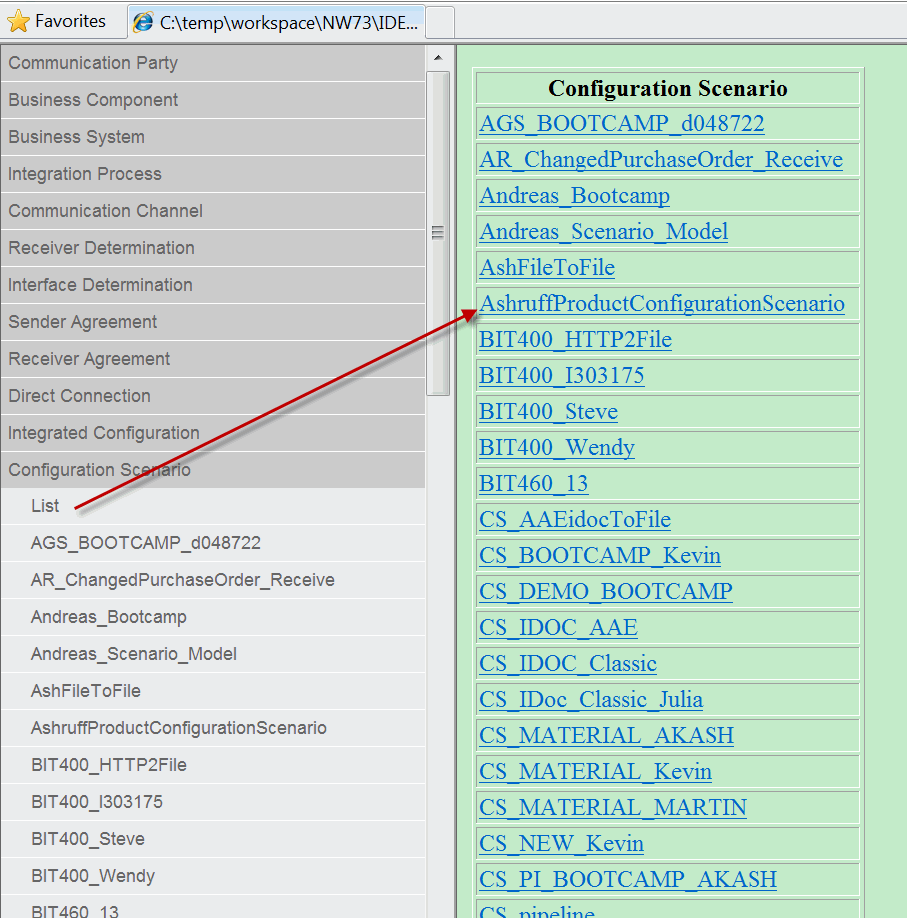 Favorites
C:\temp\workspace\NW73\IDE...
Communication Party
Business Component
Business System
Integration Process
Communication Channel
Receiver Determination
Interface Determination
Sender Agreement
Receiver Agreement
Direct Connection
Integrated Configuration
Configuration Scenario
List
AGS_BOOTCAMP_d048722
AR_ChangedPurchaseOrder_Receive
Andreas_Bootcamp
Andreas_Scenario_Model
AshFileToFile
AshruffProductConfigurationScenario
BIT400_HTTP2File
BIT400_I303175
BIT400_Steve
BIT400_Wendy
BIT460_13
Configuration Scenario
AGS_BOOTCAMP_d048722
AR_ChangedPurchaseOrder_Receive
Andreas_Bootcamp
Andreas_Scenario_Model
AshFileToFile
AshruffProductConfigurationScenario
BIT400_HTTP2File
BIT400_I303175
BIT400_Steve
BIT400_Wendy
BIT460_13
CS_AAEidocToFile
CS_BOOTCAMP_Kevin
CS_DEMO_BOOTCAMP
CS_IDOC_AAE
CS_IDOC_Classic
CS_IDoc_Classic_Julia
CS_MATERIAL_AKASH
CS_MATERIAL_Kevin
CS_MATERIAL_MARTIN
CS_NEW_Kevin
CS_PI_BOOTCAMP_AKASH
CS_pipeline